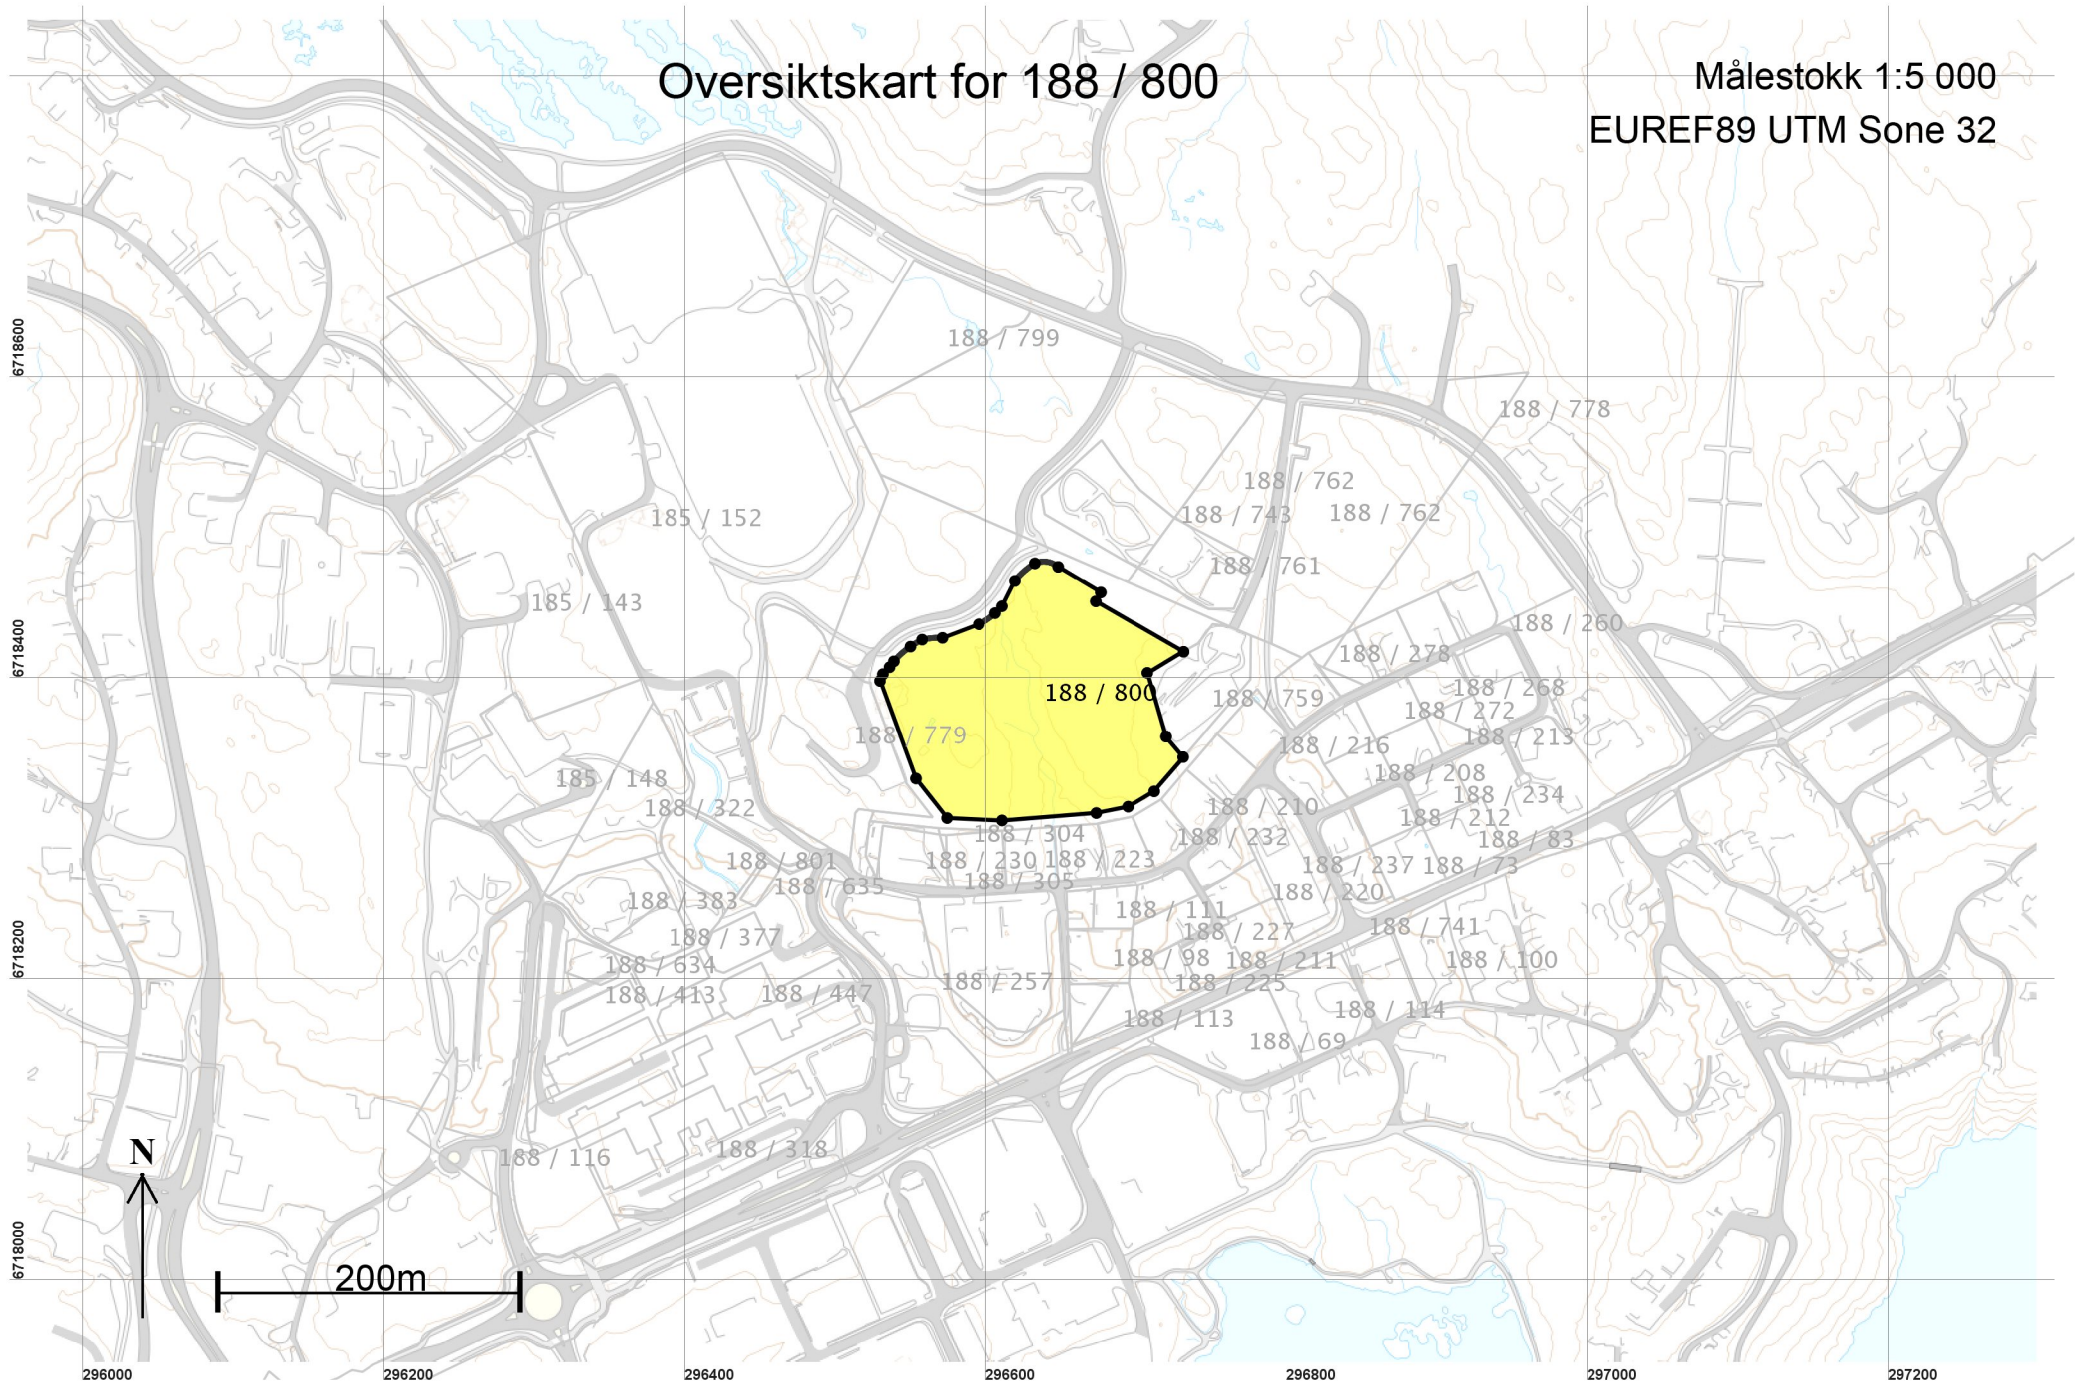 Oversiktskart for 188 / 800
Målestokk 1:5 000
EUREF89 UTM Sone 32
188 / 799
6718600
188 / 778
188 / 762
188 / 743
188 / 762
185 / 152
188 / 761
185 / 143
188 / 260
6718400
188 / 278
188 / 268
188 / 800
188 / 759
188 / 272
188 / 779
188 / 216
188 / 213
185 / 148
188 / 208
188 / 322
188 / 210
188 / 234
188 / 212
188 / 304
188 / 232
188 / 83
188 / 801
188 / 230
188 / 223
188 / 237
188 / 73
188 / 635
188 / 305
188 / 220
188 / 383
188 / 111
188 / 741
188 / 377
188 / 227
6718200
188 / 634
188 / 98
188 / 211
188 / 100
188 / 257
188 / 225
188 / 413
188 / 447
188 / 114
188 / 113
188 / 69
N
188 / 318
188 / 116
6718000
200m
296000
296200
296400
296600
296800
297000
297200